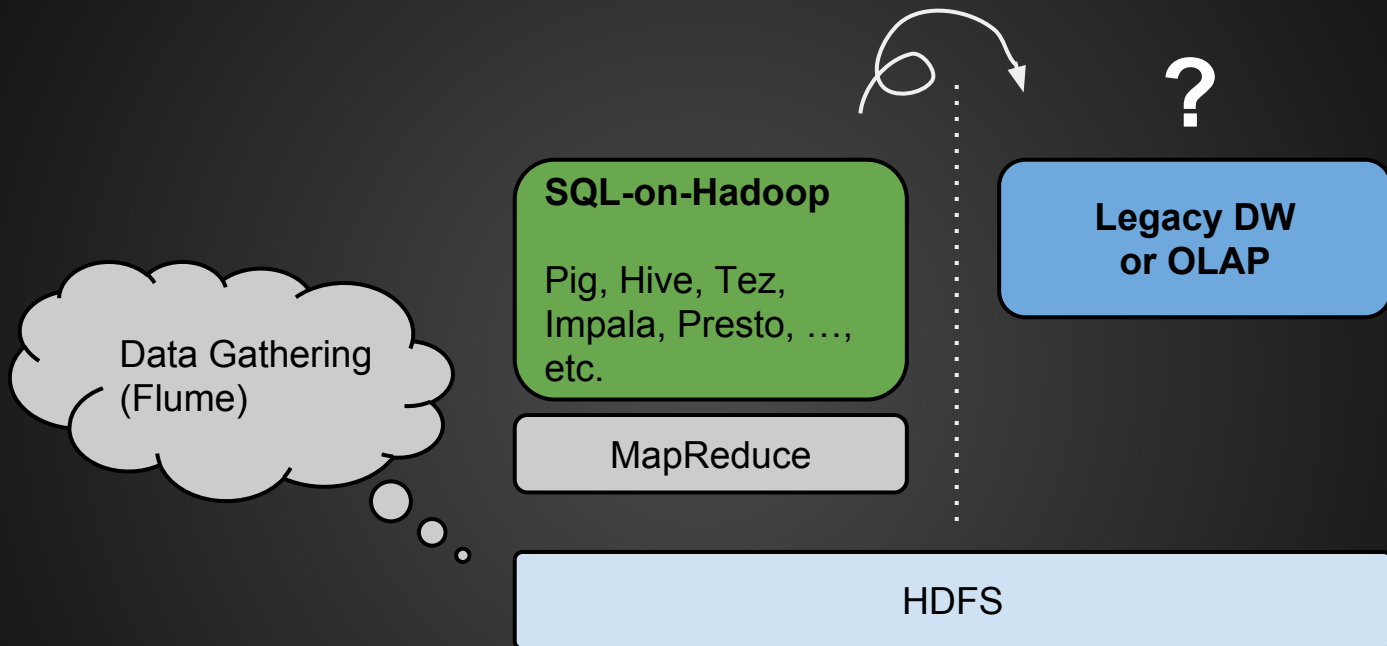 ?
SQL-on-Hadoop
Pig, Hive, Tez,
Impala, Presto, …,
etc.
Legacy DW
or OLAP
Data Gathering
(Flume)
MapReduce
HDFS